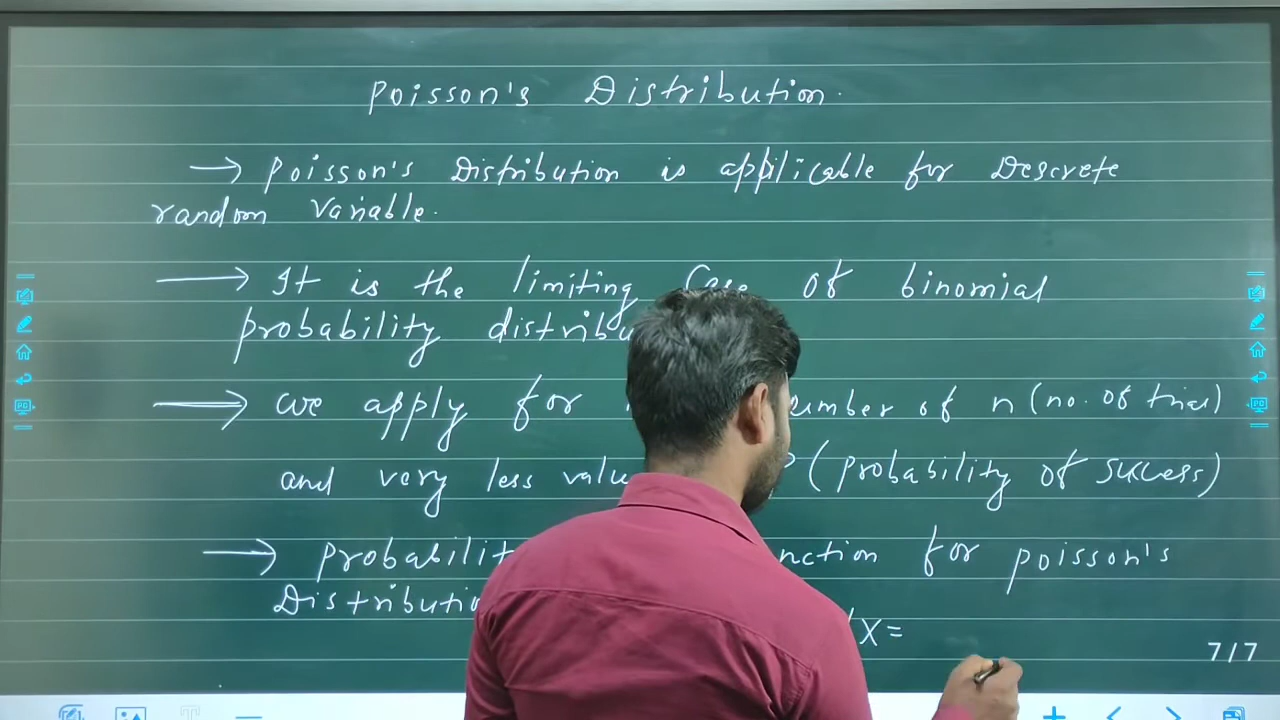 Poisson's Distribution.
→ Poisson's Distribution is applicable for Descrete
random Variable.
→ It is the limiting Case of binomial
probability distribu
→ we apply for umber of n (no. of trial)
and very less value P (probability of success)
→ probabilit nction for poisson's
Distributio X =
7/7